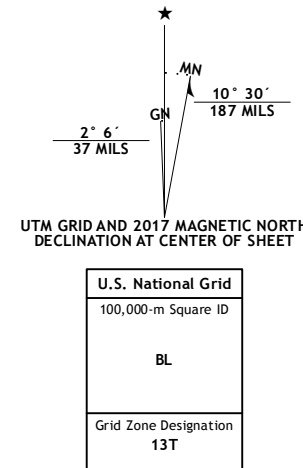 ★
MN
GN
10° 30´
187 MILS
2° 6´
37 MILS
UTM GRID AND 2017 MAGNETIC NORTH
DECLINATION AT CENTER OF SHEET
U.S. National Grid
100,000-m Square ID
BL
Grid Zone Designation
13T